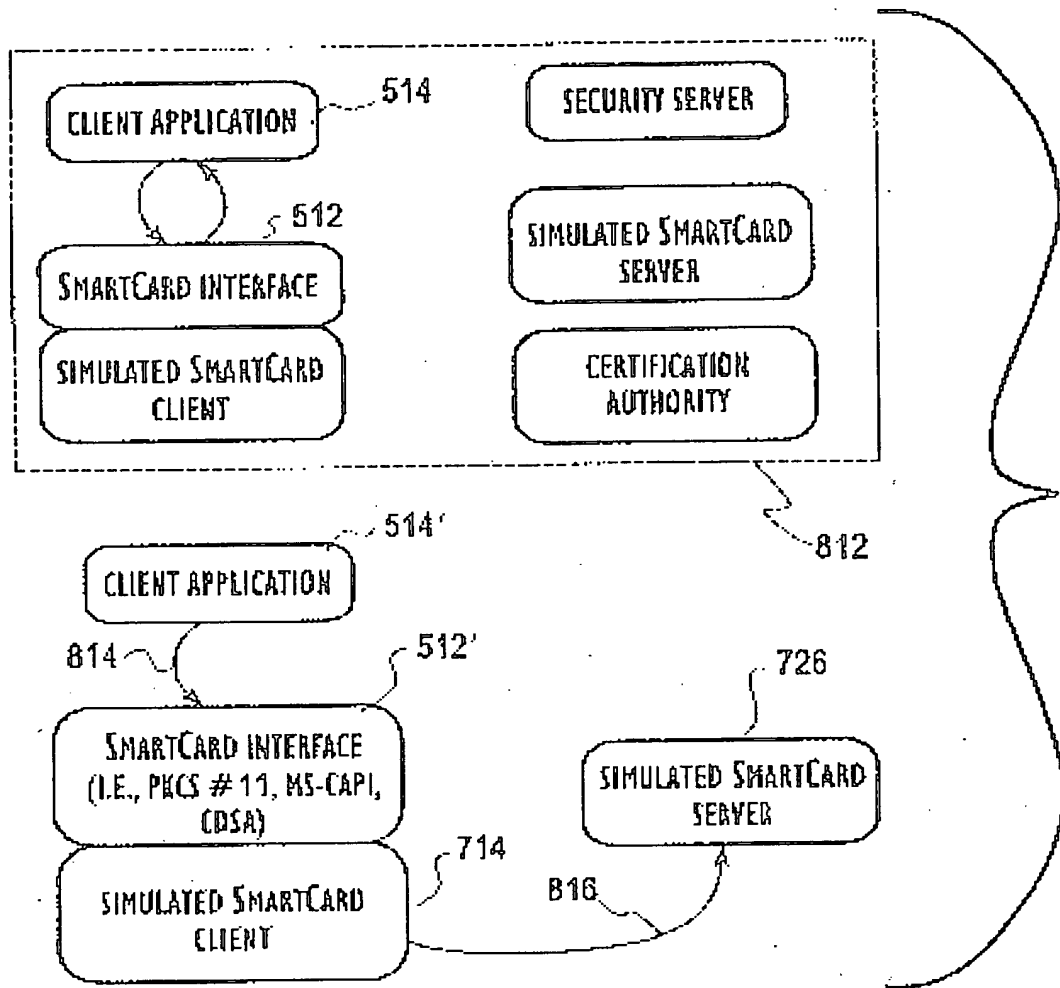 CLIENT APPLICATION
514
SECURITY SERVER
512
SMARTCARD INTERFACE
SIMULATED SMARTCARD
SERVER
SIMULATED SMARTCARD
CLIENT
CERTIFICATION
AUTHORITY
812
514'
CLIENT APPLICATION
814
512'
SMARTCARD INTERFACE
(I.E., PKCS # 11, MS-CAPI,
CDSA)
726
SIMULATED SMARTCARD
SERVER
714
SIMULATED SMARTCARD
CLIENT
816